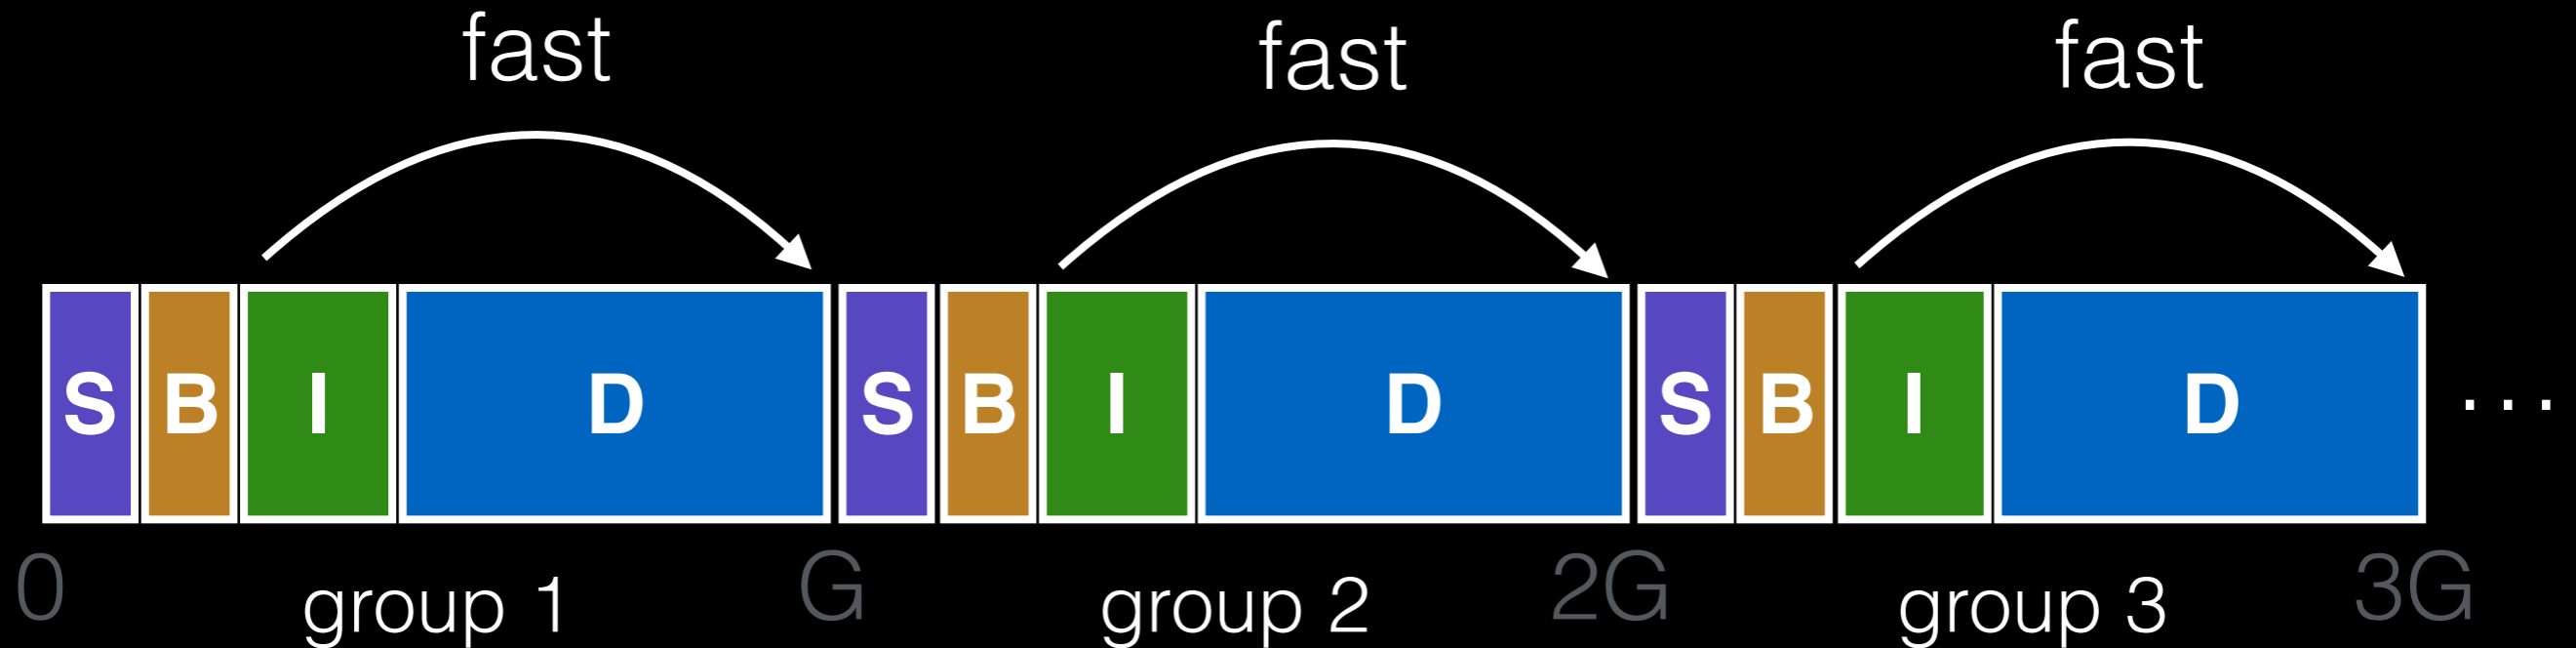 fast fast fast
S B I D S B I D S B I D ...
0 group 1 G group 2 2G group 3 3G